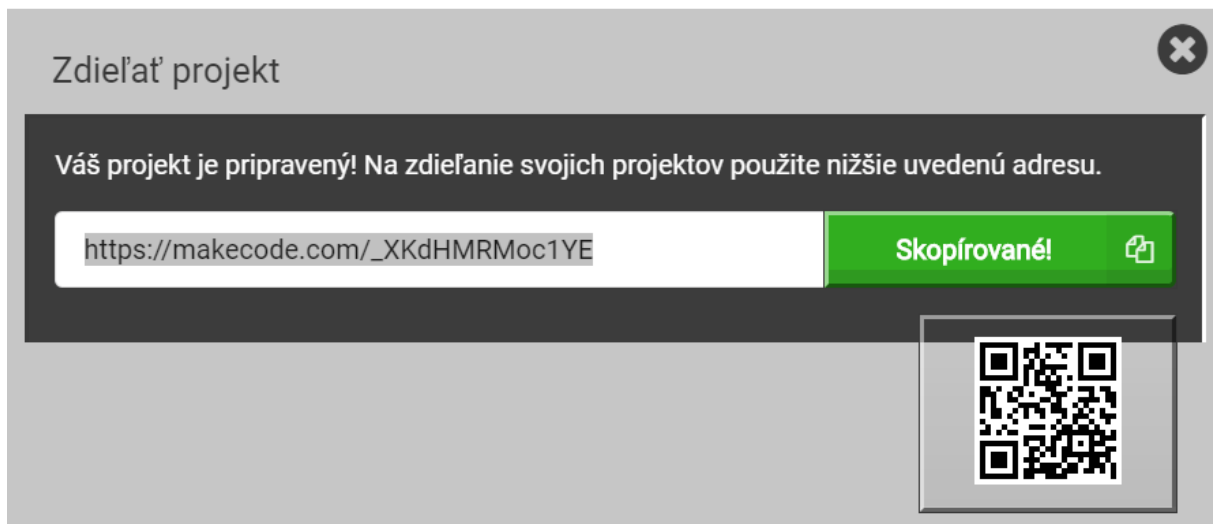 Zdieľať projekt
Váš projekt je pripravený! Na zdieľanie svojich projektov použite nižšie uvedenú adresu.
https://makecode.com/_XKdHMRMoc1YE
Skopírované!